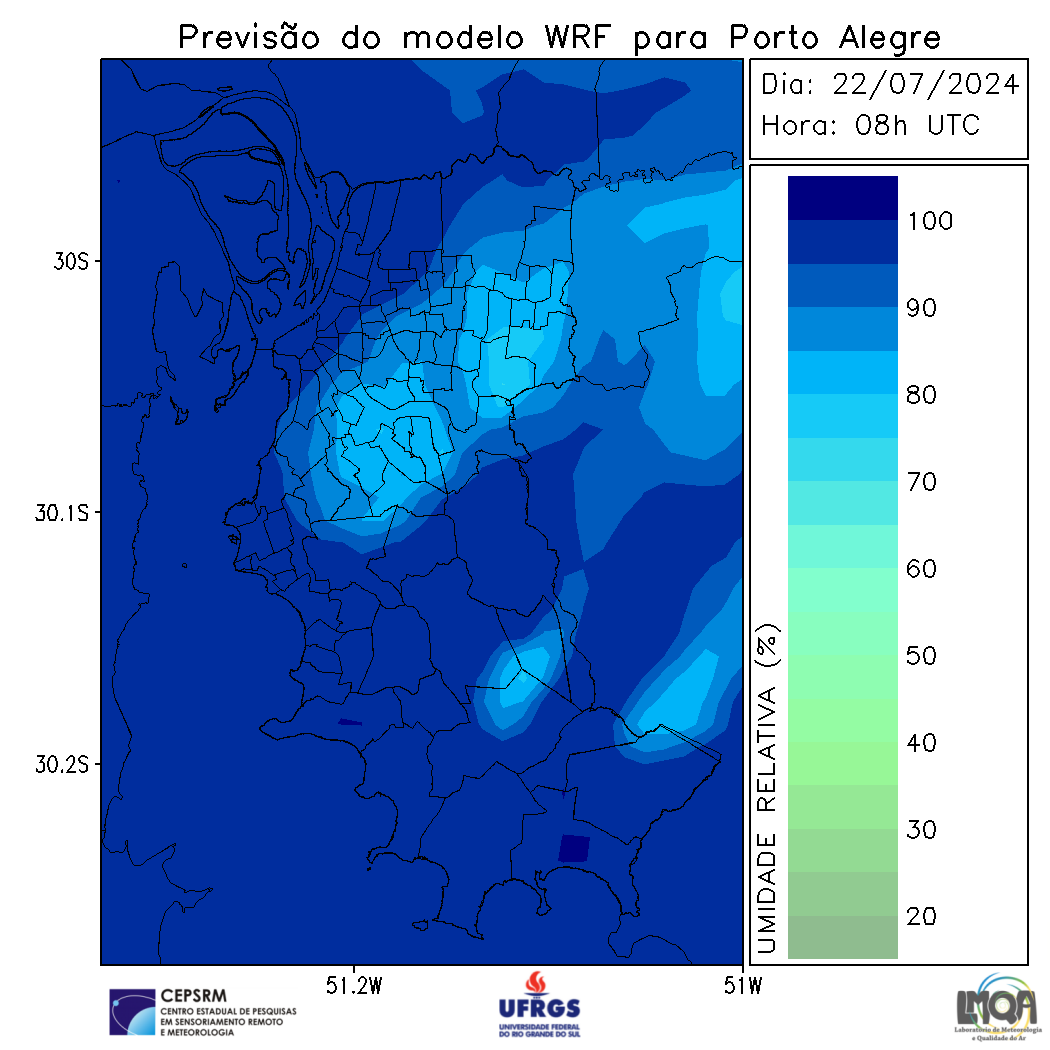 Previsão do modelo WRF para Porto Alegre
Dia: 22/07/2024
Hora: 08h UTC
30S
30.1S
30.2S
51.2W
51W
100
90
80
70
60
50
40
30
20
UMIDADE RELATIVA (%)
CEPSRM
CENTRO ESTADUAL DE PESQUISAS
EM SENSORIAMENTO REMOTO
E METEOROLOGIA
UFRGS
UNIVERSIDADE FEDERAL
DO RIO GRANDE DO SUL
LMQA
Laboratório de Meteorologia
e Qualidade do Ar